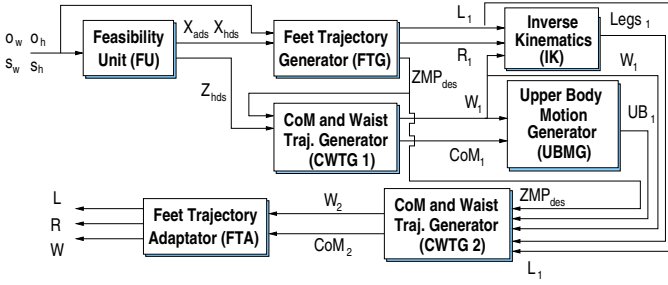 o_w o_h
s_w s_h
Feasibility
Unit (FU)
X_ads X_hds
Z_hds
Feet Trajectory
Generator (FTG)
L_1
R_1
ZMP_des
Inverse
Kinematics
(IK)
Legs_1
W_1
CoM and Waist
Traj. Generator
(CWTG 1)
W_1
CoM_1
Upper Body
Motion
Generator
(UBMG)
UB_1
L
R
W
Feet Trajectory
Adaptator (FTA)
W_2
CoM_2
CoM and Waist
Traj. Generator
(CWTG 2)
ZMP_des
L_1